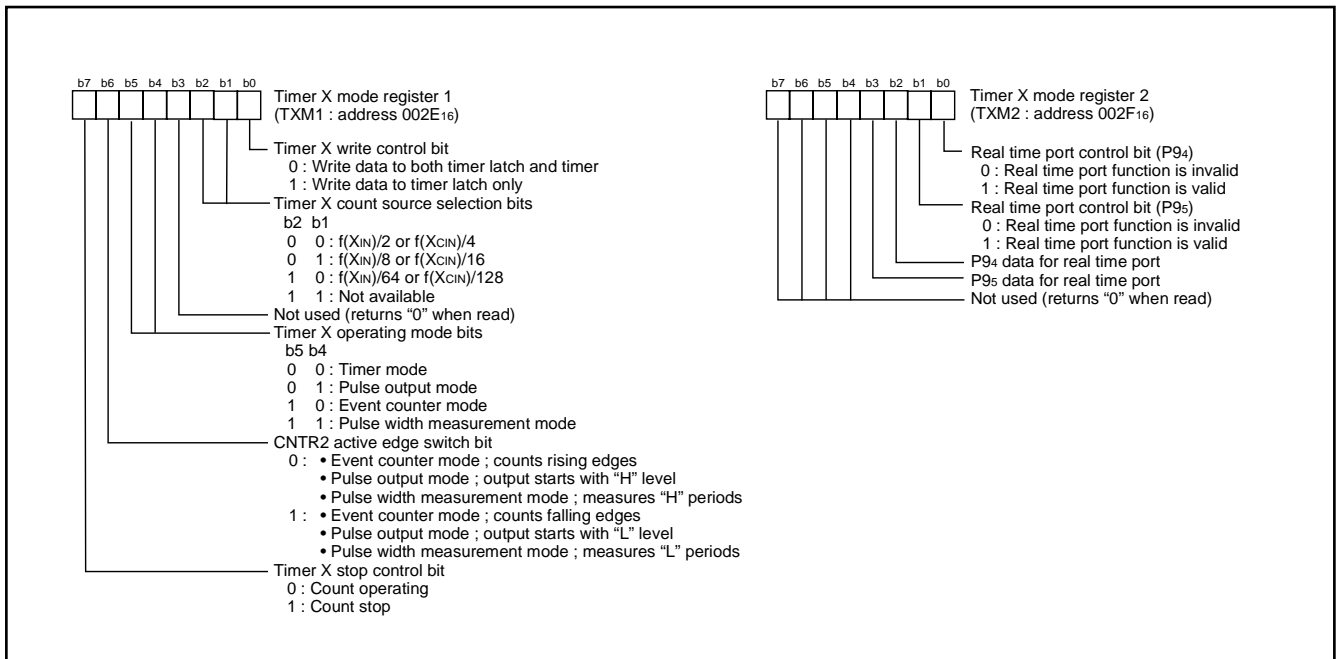 b7 b6 b5 b4 b3 b2 b1 b0
Timer X mode register 1
(TXM1 : address 002E16)
Timer X write control bit
0 : Write data to both timer latch and timer
1 : Write data to timer latch only
Timer X count source selection bits
b2 b1
0 0 : f(XIN)/2 or f(XCIN)/4
0 1 : f(XIN)/8 or f(XCIN)/16
1 0 : f(XIN)/64 or f(XCIN)/128
1 1 : Not available
Not used (returns “0” when read)
Timer X operating mode bits
b5 b4
0 0 : Timer mode
0 1 : Pulse output mode
1 0 : Event counter mode
1 1 : Pulse width measurement mode
CNTR2 active edge switch bit
0 : • Event counter mode ; counts rising edges
• Pulse output mode ; output starts with “H” level
• Pulse width measurement mode ; measures “H” periods
1 : • Event counter mode ; counts falling edges
• Pulse output mode ; output starts with “L” level
• Pulse width measurement mode ; measures “L” periods
Timer X stop control bit
0 : Count operating
1 : Count stop
b7 b6 b5 b4 b3 b2 b1 b0
Timer X mode register 2
(TXM2 : address 002F16)
Real time port control bit (P94)
0 : Real time port function is invalid
1 : Real time port function is valid
Real time port control bit (P95)
0 : Real time port function is invalid
1 : Real time port function is valid
P94 data for real time port
P95 data for real time port
Not used (returns “0” when read)